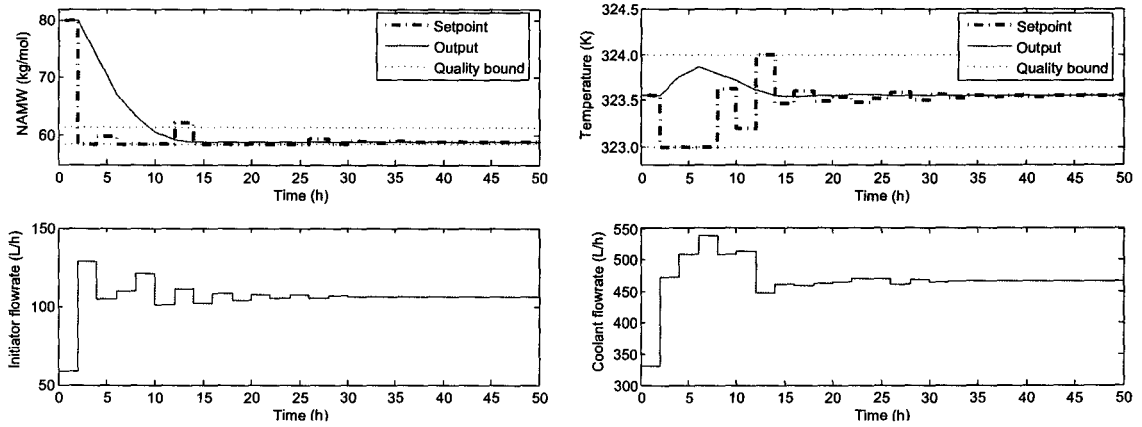 80
70
60
NAMW (kg/mol)
Setpoint
Output
Quality bound
0 5 10 15 20 25 30 35 40 45 50
Time (h)
324.5
324.0
323.5
323.0
Temperature (K)
Setpoint
Output
Quality bound
0 5 10 15 20 25 30 35 40 45 50
Time (h)
150
100
50
Initiator flowrate (L/h)
0 5 10 15 20 25 30 35 40 45 50
Time (h)
550
500
450
400
350
300
Coolant flowrate (L/h)
0 5 10 15 20 25 30 35 40 45 50
Time (h)